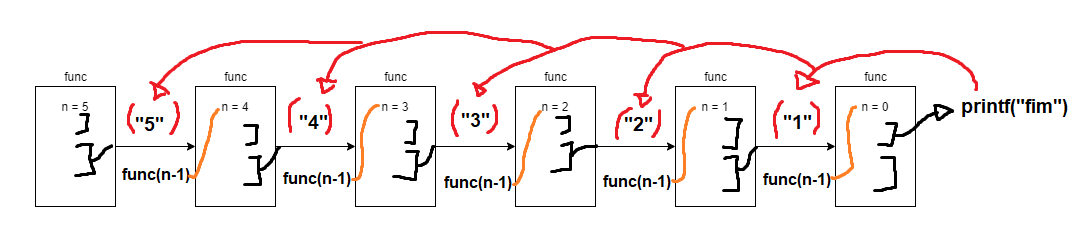 func
func
func
func
func
func
n = 5
("5")
n = 4
("4")
n = 3
("3")
n = 2
("2")
n = 1
("1")
n = 0
printf("fim")
func(n-1)
func(n-1)
func(n-1)
func(n-1)
func(n-1)